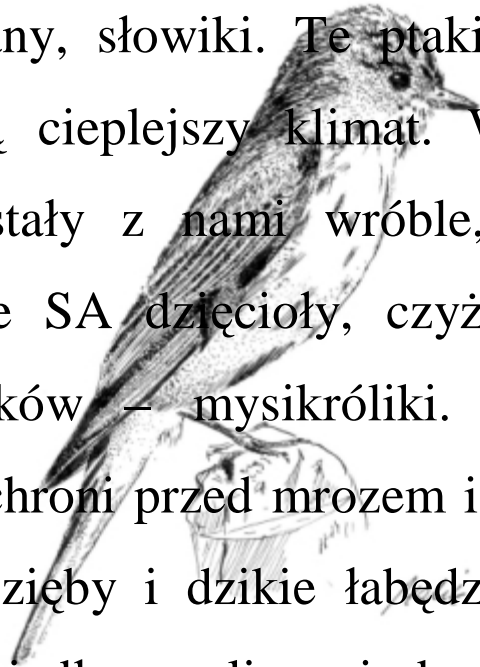 ny, słowiki. Te ptaki
cieplejszy klimat.
stały z nami wróble,
e SA dzięcioły, czyż
ków – mysikróliki.
chroni przed mrozem i
zięby i dzikie łabędz